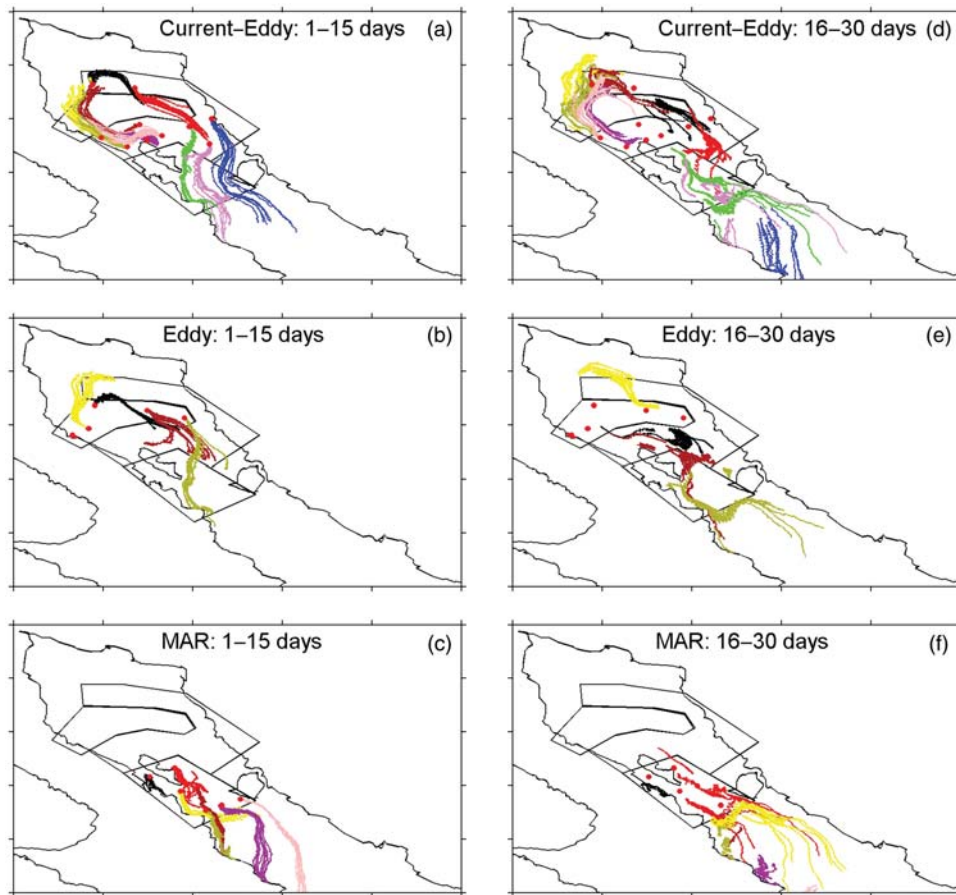 Current–Eddy: 1–15 days (a)
Current–Eddy: 16–30 days (d)
Eddy: 1–15 days (b)
Eddy: 16–30 days (e)
MAR: 1–15 days (c)
MAR: 16–30 days (f)